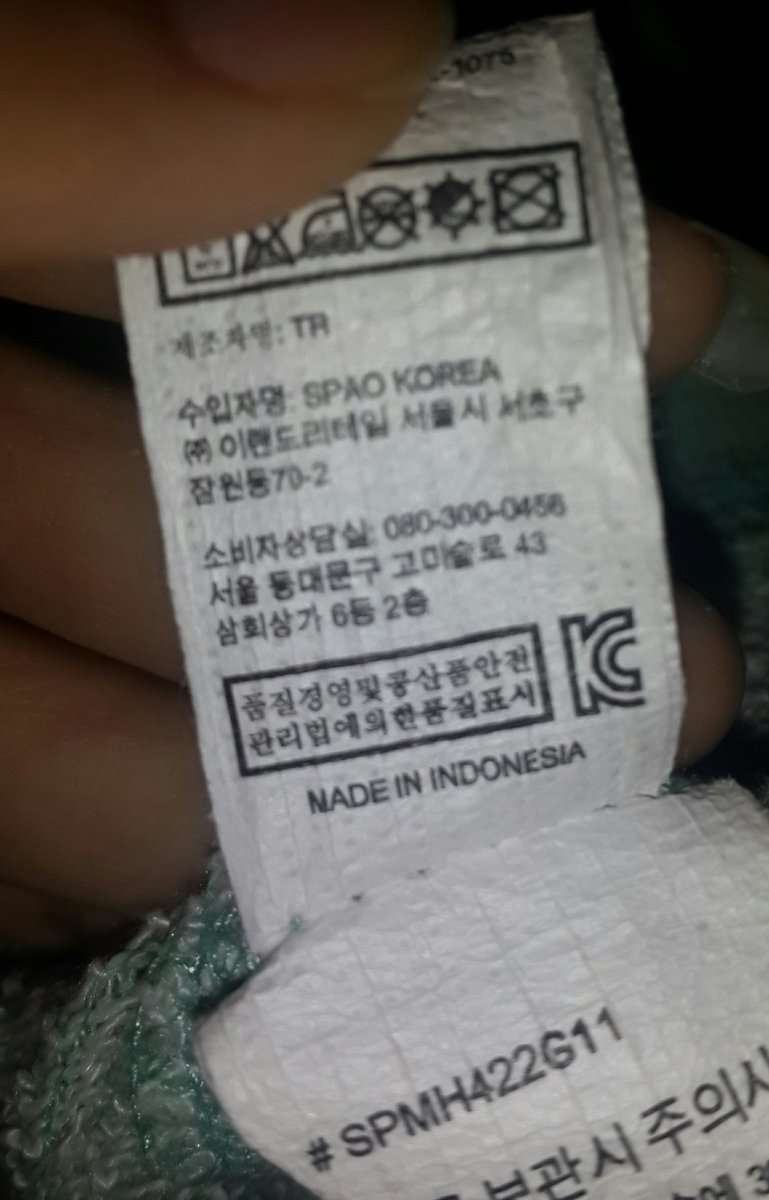 -1075
제조자명: TR
수입자명: SPAO KOREA
㈜ 이랜드리테일 서울시 서초구
잠원동70-2
소비자상담실: 080-300-0456
서울 동대문구 고미술로 43
삼희상가 6동 2층
품질경영및공산품안전
관리법에의한품질표시
KC
MADE IN INDONESIA
# SPMH422G11
보관시 주의사